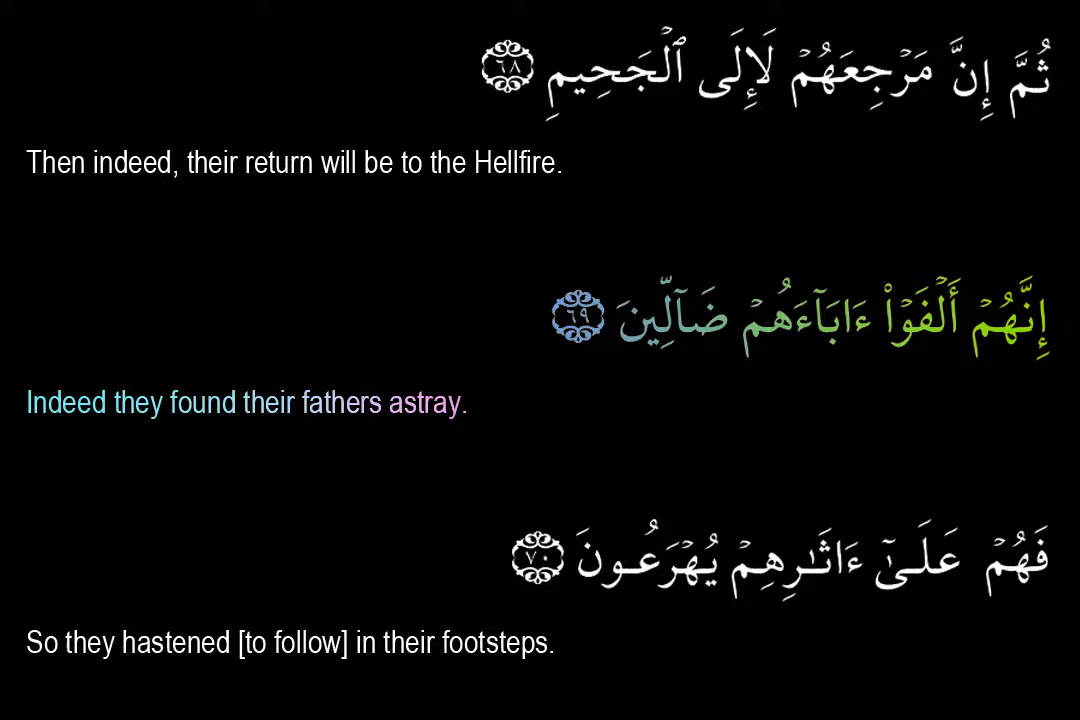 ثُمَّ إِنَّ مَرۡجِعَهُمۡ لَإِلَى ٱلۡجَحِيمِ ٦٨
Then indeed, their return will be to the Hellfire.
إِنَّهُمۡ أَلۡفَوۡاْ ءَابَآءَهُمۡ ضَآلِّينَ ٦٩
Indeed they found their fathers astray.
فَهُمۡ عَلَىٰٓ ءَاثَٰرِهِمۡ يُهۡرَعُونَ ٧٠
So they hastened [to follow] in their footsteps.